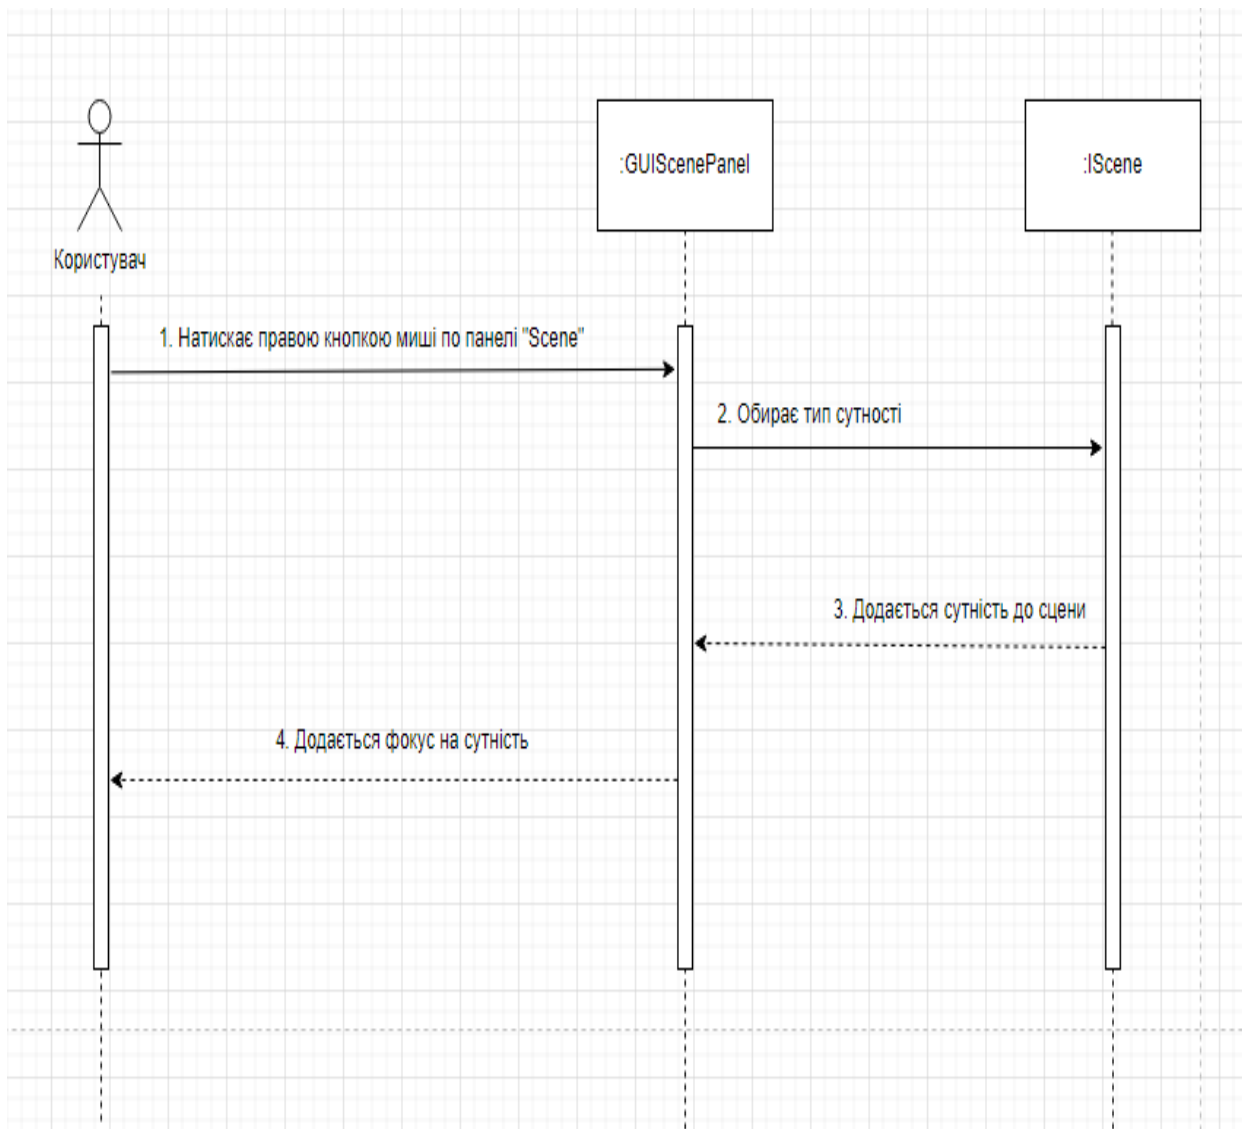 :GUIScenePanel
:IScene
Користувач
1. Натискає правою кнопкою миші по панелі "Scene"
2. Обирає тип сутності
3. Додається сутність до сцени
4. Додається фокус на сутність